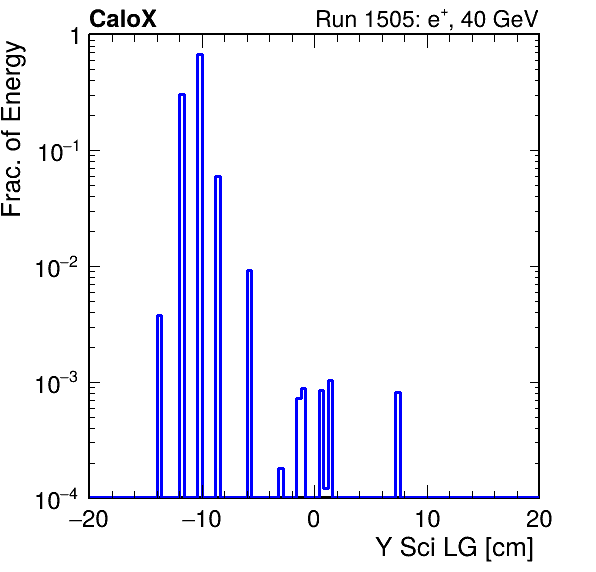 CaloX Run 1505: e⁺, 40 GeV
Frac. of Energy
1
10⁻¹
10⁻²
10⁻³
10⁻⁴
−20 −10 0 10 20
Y Sci LG [cm]